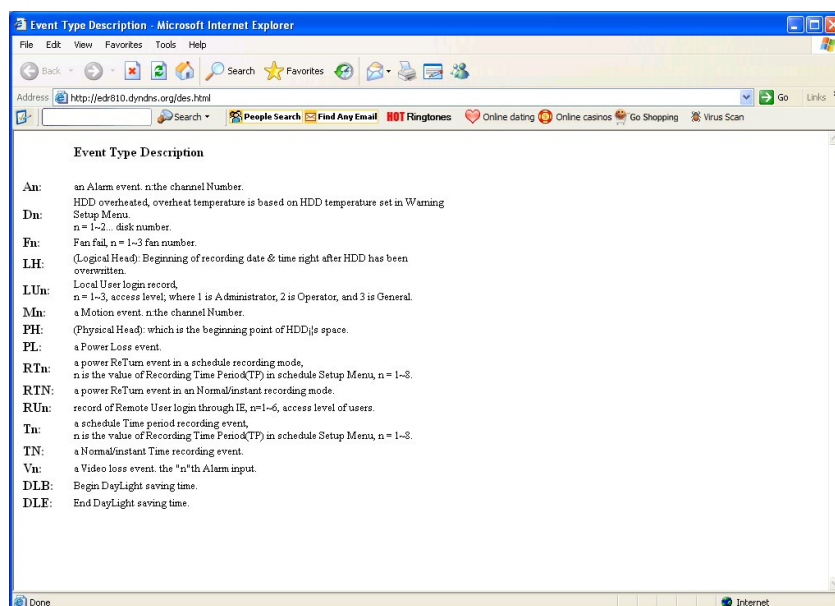 Event Type Description - Microsoft Internet Explorer
File Edit View Favorites Tools Help
Back Search Favorites
Address http://edr810.dyndns.org/des.html Go Links
Search People Search Find Any Email HOT Ringtones Online dating Online casinos Go Shopping Virus Scan
Event Type Description
An: an Alarm event. n:the channel Number.
HDD overheated, overheat temperature is based on HDD temperature set in Warning
Dn: Setup Menu.
n = 1~2... disk number.
Fn: Fan fail, n = 1~3 fan number.
LH: (Logical Head): Beginning of recording date & time right after HDD has been
overwritten.
LUn: Local User login record,
n = 1~3, access level; where 1 is Administrator, 2 is Operator, and 3 is General.
Mn: a Motion event. n:the channel Number.
PH: (Physical Head): which is the beginning point of HDD¡¦s space.
PL: a Power Loss event.
RTn: a power ReTurn event in a schedule recording mode,
n is the value of Recording Time Period(TP) in schedule Setup Menu, n = 1~8.
RTN: a power ReTurn event in an Normal/instant recording mode.
RUn: record of Remote User login through IE, n=1~6, access level of users.
Tn: a schedule Time period recording event,
n is the value of Recording Time Period(TP) in schedule Setup Menu, n = 1~8.
TN: a Normal/instant Time recording event.
Vn: a Video loss event. the "n"th Alarm input.
DLB: Begin DayLight saving time.
DLE: End DayLight saving time.
Done Internet